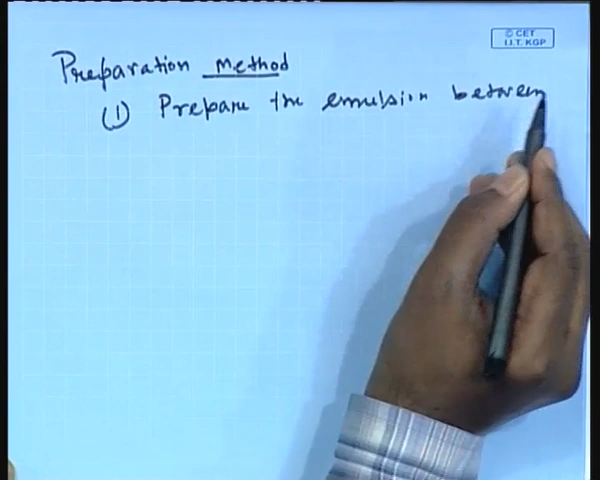 © CET
I.I.T. KGP
Preparation Method
(1) Prepare the emulsion between